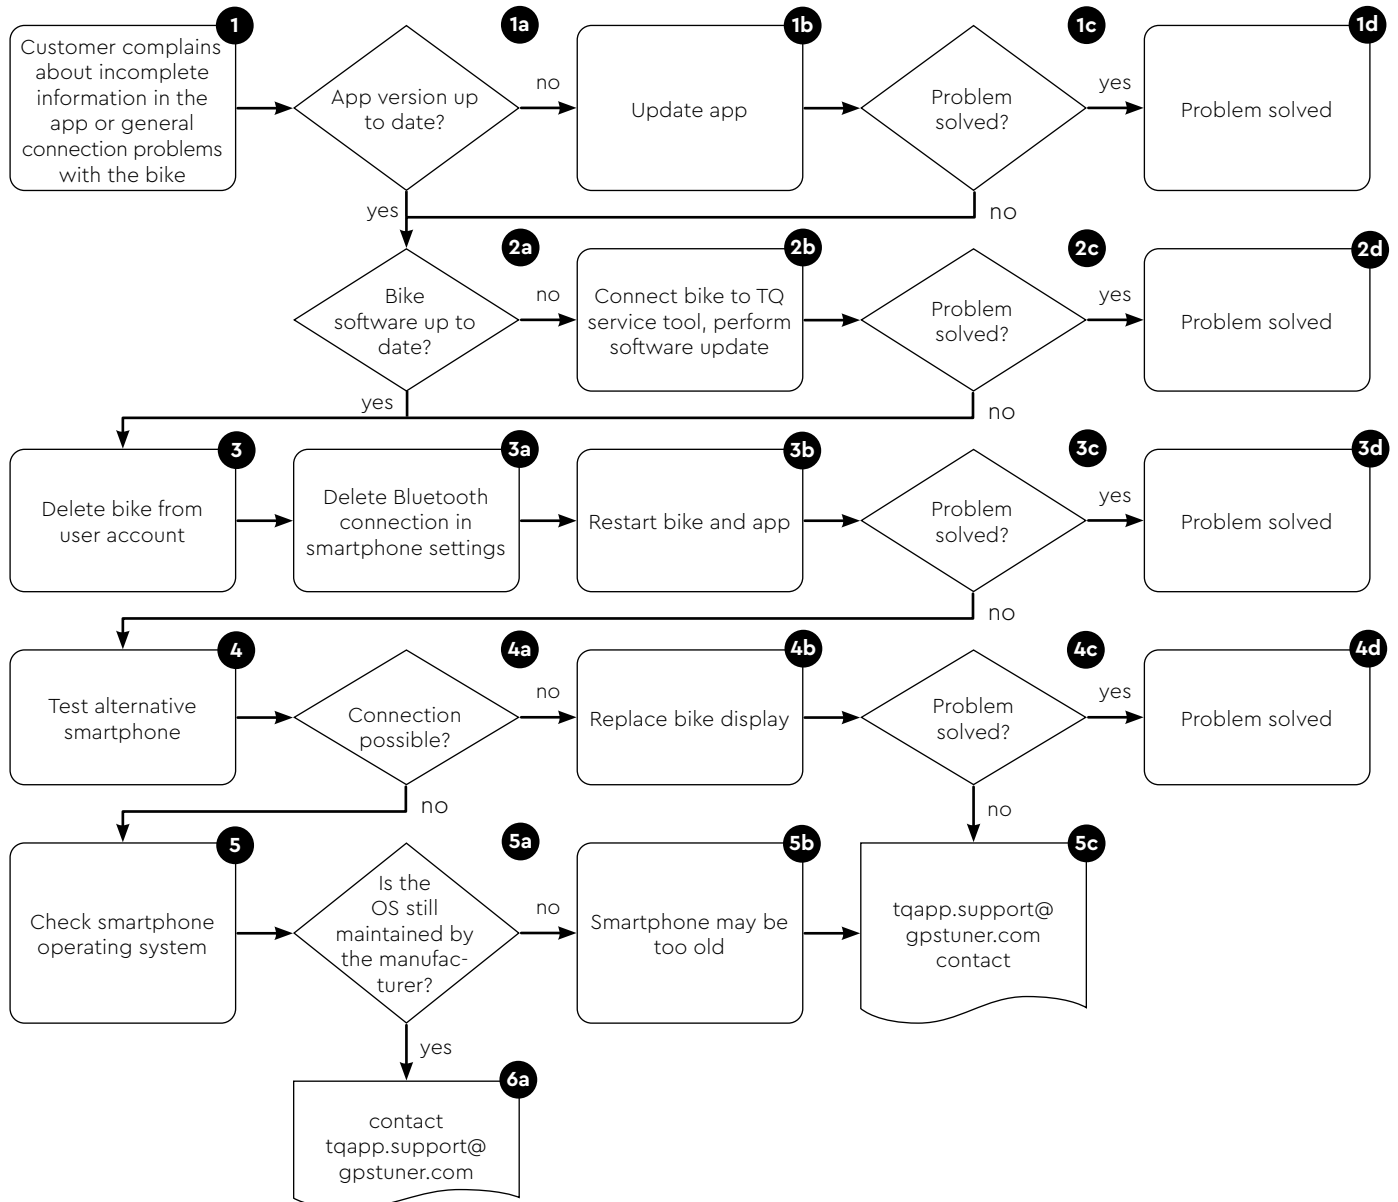 1
Customer complains
about incomplete
information in the
app or general
connection problems
with the bike
1a
App version up
to date?
no
1b
Update app
1c
Problem
solved?
yes
1d
Problem solved
yes
no
2a
Bike
software up to
date?
no
2b
Connect bike to TQ
service tool, perform
software update
2c
Problem
solved?
yes
2d
Problem solved
yes
no
3
Delete bike from
user account
3a
Delete Bluetooth
connection in
smartphone settings
3b
Restart bike and app
3c
Problem
solved?
yes
3d
Problem solved
no
4
Test alternative
smartphone
4a
Connection
possible?
no
4b
Replace bike display
4c
Problem
solved?
yes
4d
Problem solved
no
no
5
Check smartphone
operating system
5a
Is the
OS still
maintained by
the manufac-
turer?
no
5b
Smartphone may be
too old
5c
tqapp.support@
gpstuner.com
contact
yes
6a
contact
tqapp.support@
gpstuner.com